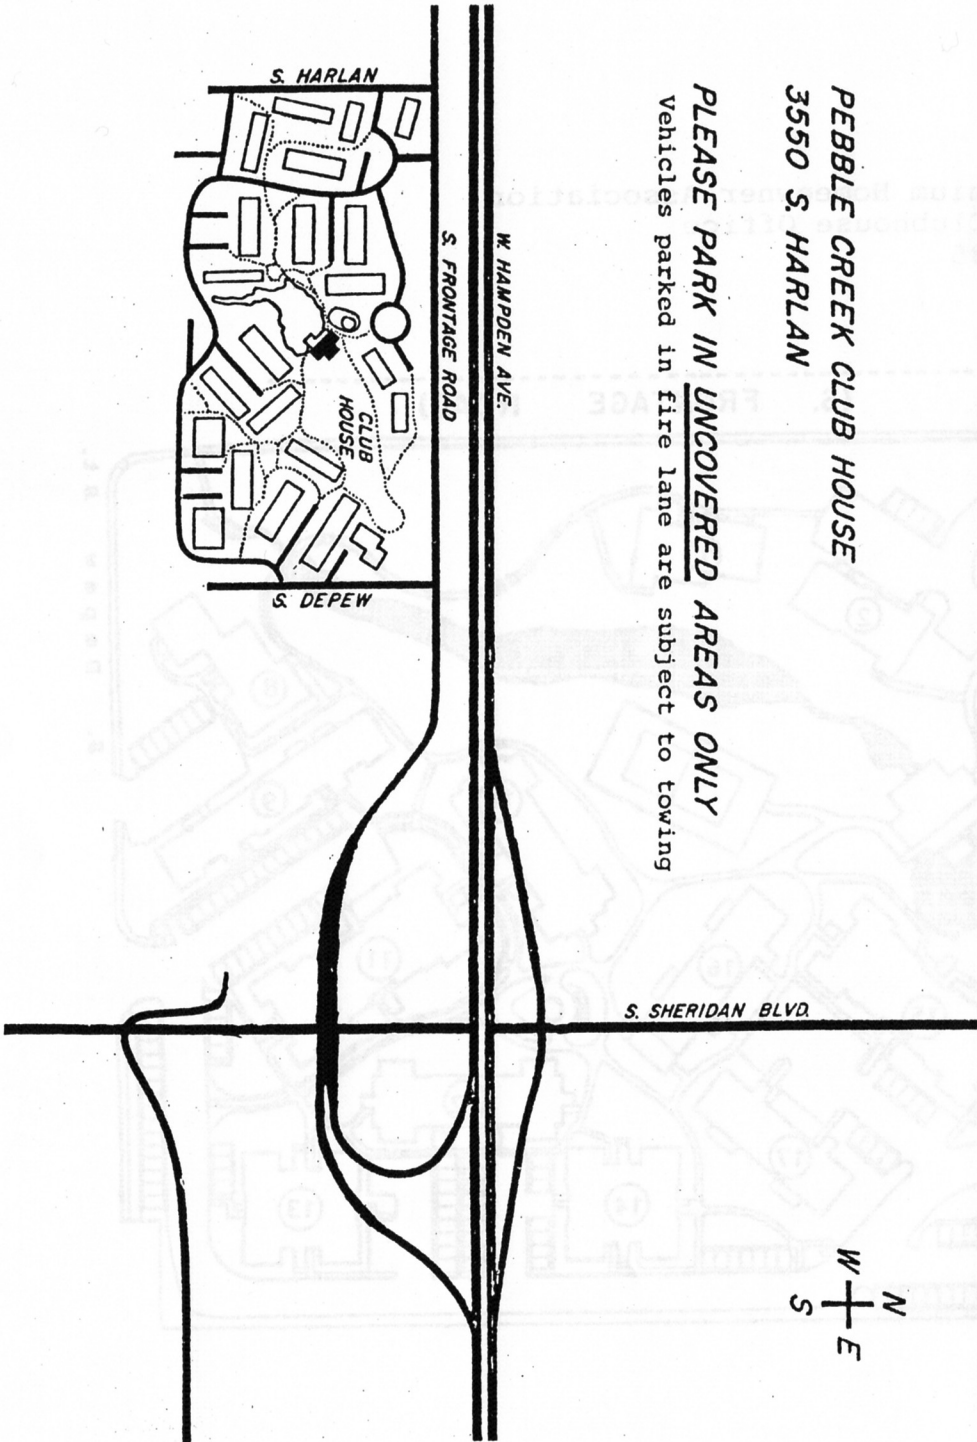 PEBBLE CREEK CLUB HOUSE
3550 S. HARLAN
PLEASE PARK IN UNCOVERED AREAS ONLY
Vehicles parked in fire lane are subject to towing
N
W E
S
S. SHERIDAN BLVD.
W. HAMPDEN AVE.
S. FRONTAGE ROAD
S. HARLAN
CLUB
HOUSE
S. DEPEW